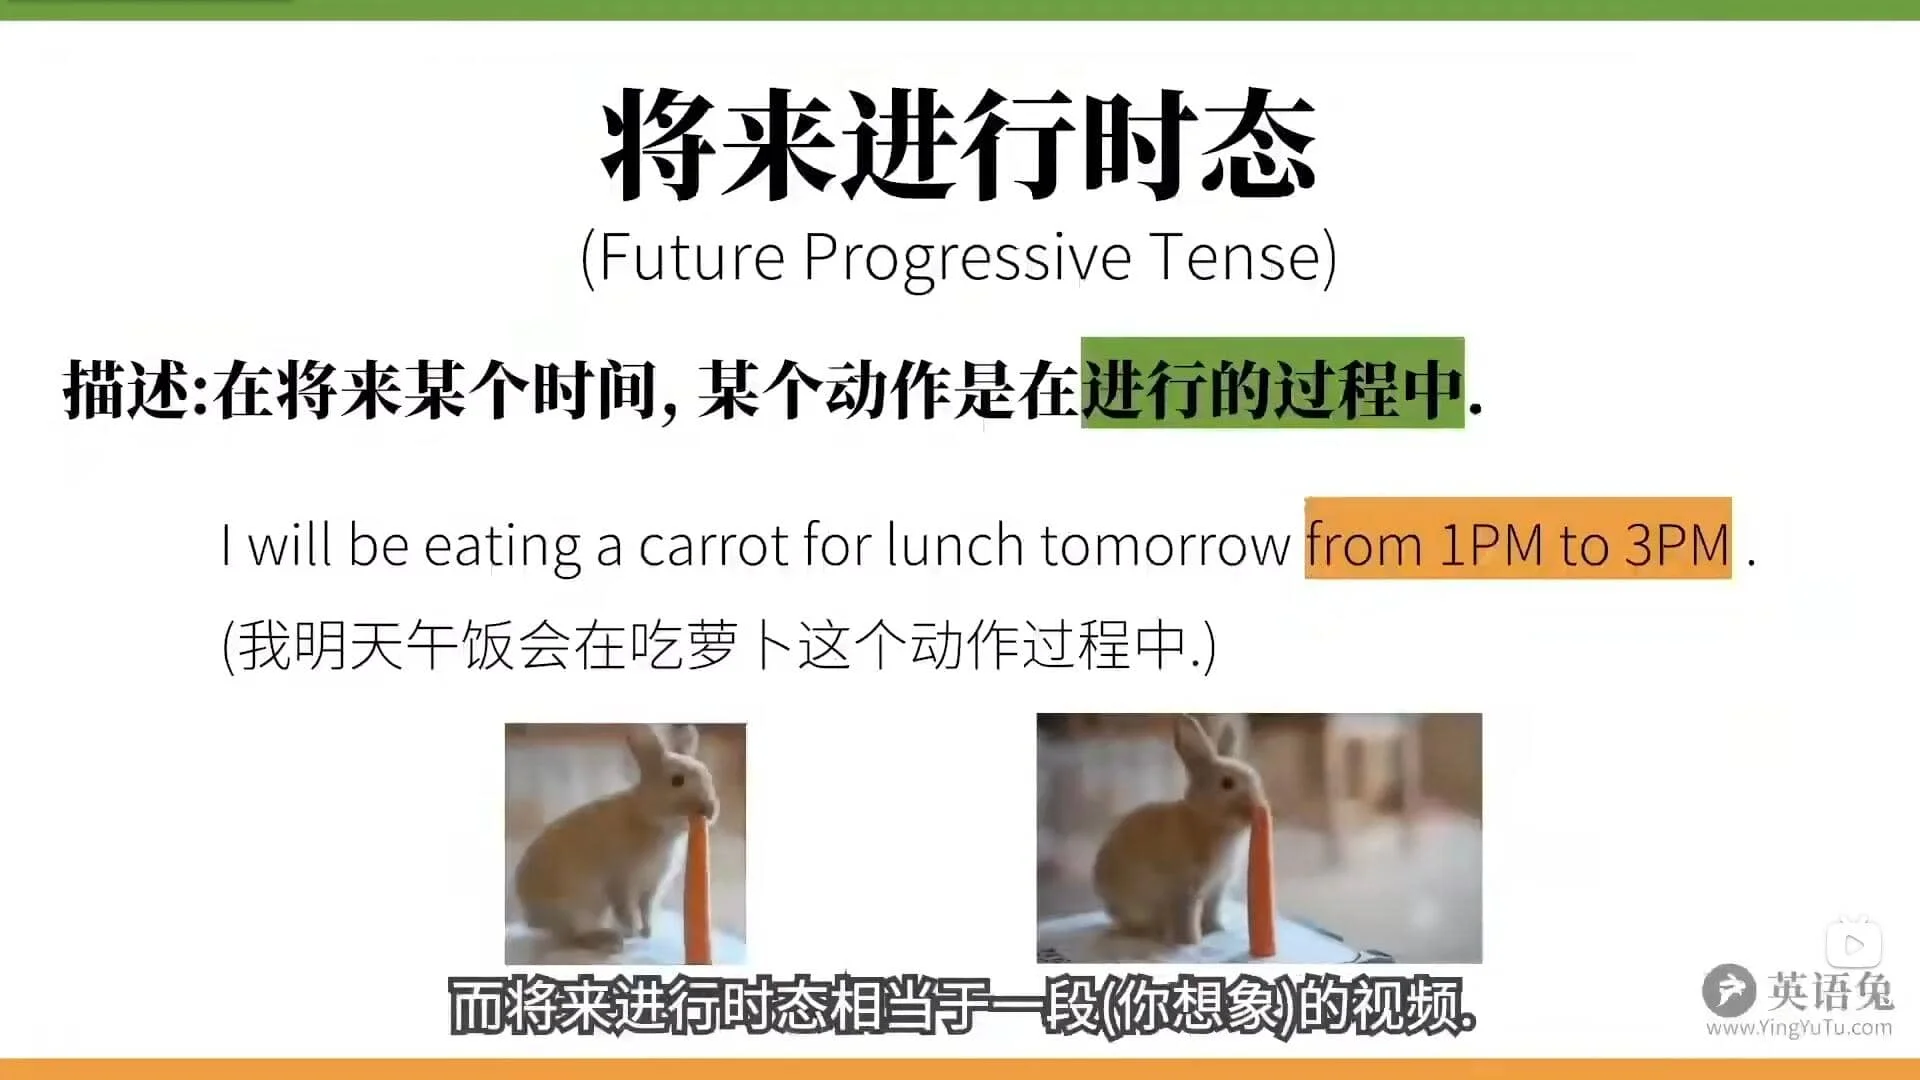 将来进行时态
(Future Progressive Tense)
描述:在将来某个时间, 某个动作是在进行的过程中.
I will be eating a carrot for lunch tomorrow from 1PM to 3PM .
(我明天午饭会在吃萝卜这个动作过程中.)
而将来进行时态相当于一段(你想象)的视频.
英语兔
www.YingYuTu.com